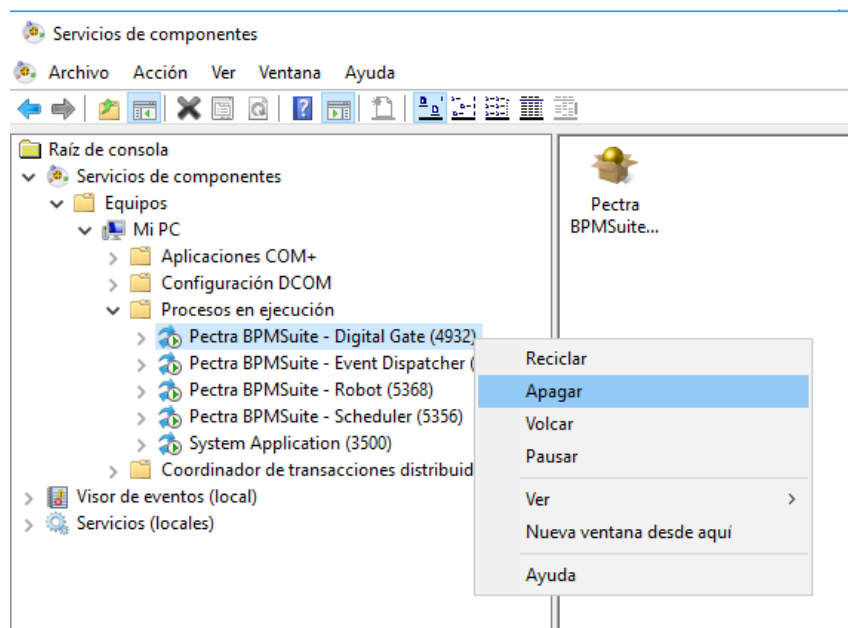 Servicios de componentes
Archivo Acción Ver Ventana Ayuda
Raíz de consola
Servicios de componentes
Equipos
Mi PC
Aplicaciones COM+
Configuración DCOM
Procesos en ejecución
Pectra BPMSuite - Digital Gate (4932)
Pectra BPMSuite - Event Dispatcher (
Pectra BPMSuite - Robot (5368)
Pectra BPMSuite - Scheduler (5356)
System Application (3500)
Coordinador de transacciones distribuid
Visor de eventos (local)
Servicios (locales)
Pectra
BPMSuite...
Reciclar
Apagar
Volcar
Pausar
Ver
Nueva ventana desde aquí
Ayuda